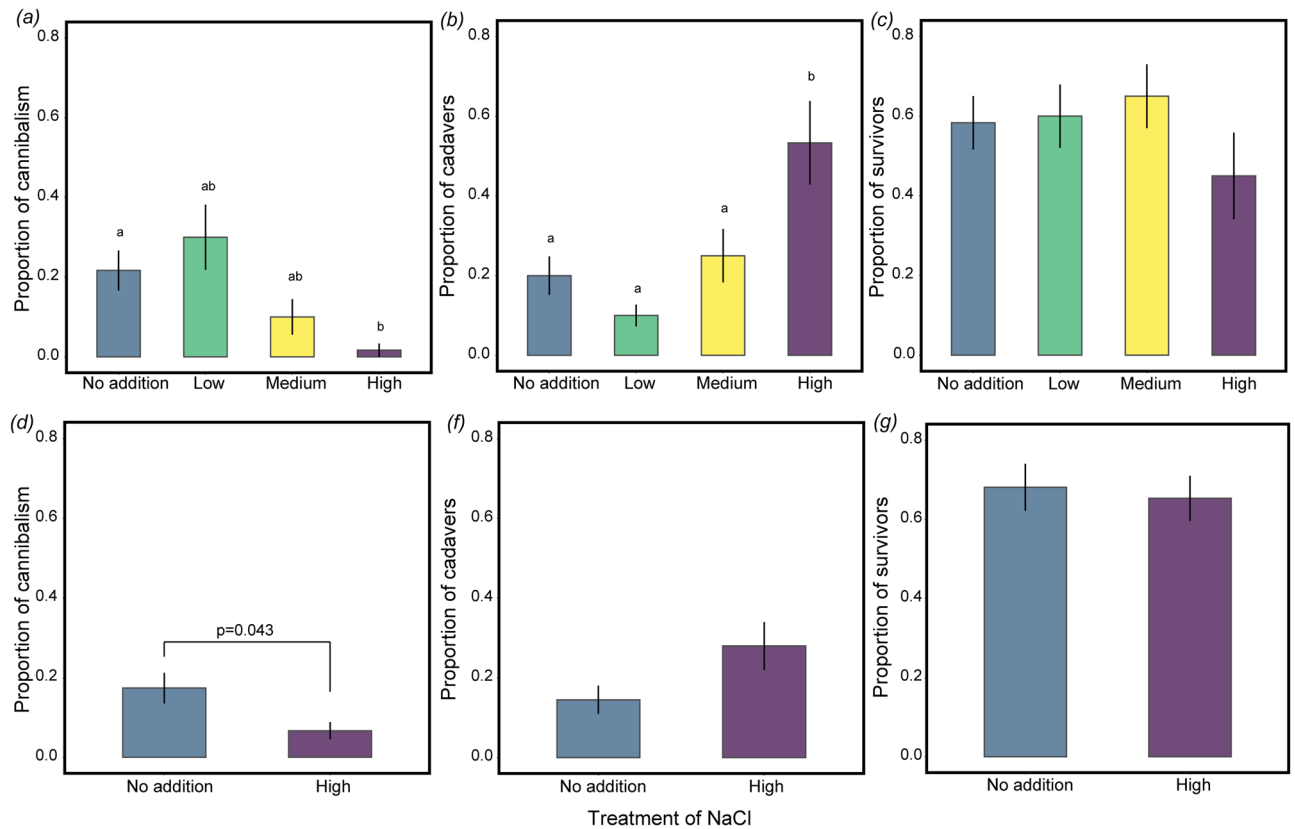 (a)
Proportion of cannibalism
0.8
0.6
0.4
0.2
0.0
a
ab
ab
b
No addition Low Medium High
(b)
Proportion of cadavers
0.8
0.6
0.4
0.2
0.0
a
a
a
b
No addition Low Medium High
(c)
Proportion of survivors
0.8
0.6
0.4
0.2
0.0
No addition Low Medium High
(d)
Proportion of cannibalism
0.8
0.6
0.4
0.2
0.0
p=0.043
No addition High
(f)
Proportion of cadavers
0.8
0.6
0.4
0.2
0.0
No addition High
(g)
Proportion of survivors
0.8
0.6
0.4
0.2
0.0
No addition High
Treatment of NaCl